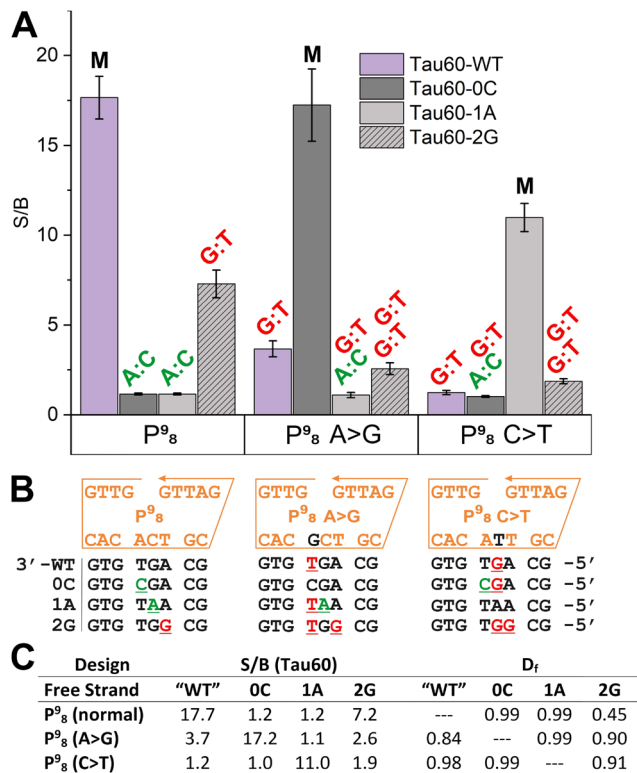 A
20
15
10
5
0
S/B
Tau60-WT
Tau60-0C
Tau60-1A
Tau60-2G
M
A:C
A:C
G:T
G:T
M
G:T
A:C
G:T
G:T
G:T
G:T
A:C
M
G:T
G:T
P⁹₈
P⁹₈ A>G
P⁹₈ C>T
B
GTTG GTTAG
P⁹₈
CAC ACT GC
GTTG GTTAG
P⁹₈ A>G
CAC GCT GC
GTTG GTTAG
P⁹₈ C>T
CAC ATT GC
3′ -WT GTG TGA CG GTG TGA CG GTG TGA CG -5′
0C GTG CGA CG GTG CGA CG GTG CGA CG -5′
1A GTG TAA CG GTG TAA CG GTG TAA CG -5′
2G GTG TGG CG GTG TGG CG GTG TGG CG -5′
C
Design S/B (Tau60) D_f
Free Strand "WT" 0C 1A 2G "WT" 0C 1A 2G
P⁹₈ (normal) 17.7 1.2 1.2 7.2 --- 0.99 0.99 0.45
P⁹₈ (A>G) 3.7 17.2 1.1 2.6 0.84 --- 0.99 0.90
P⁹₈ (C>T) 1.2 1.0 11.0 1.9 0.98 0.99 --- 0.91